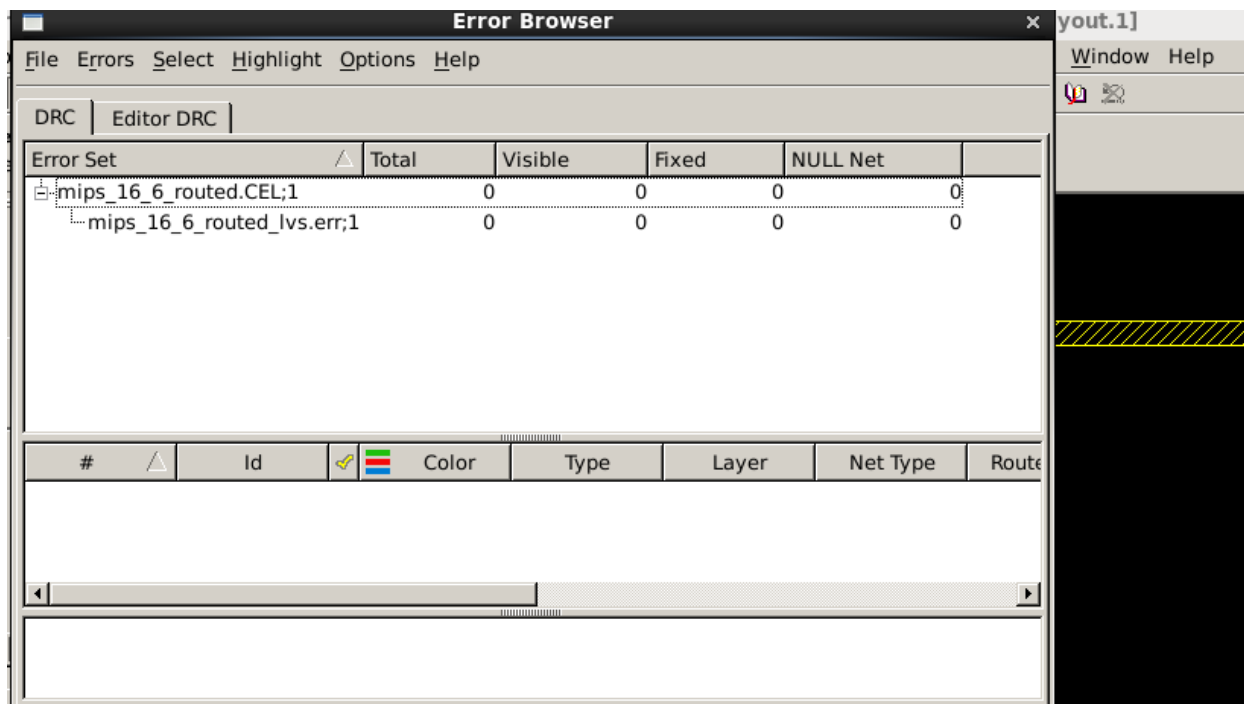 Error Browser
yout.1]
File Errors Select Highlight Options Help
Window Help
DRC Editor DRC
Error Set Total Visible Fixed NULL Net
mips_16_6_routed.CEL;1 0 0 0 0
mips_16_6_routed_lvs.err;1 0 0 0 0
# Id Color Type Layer Net Type Route